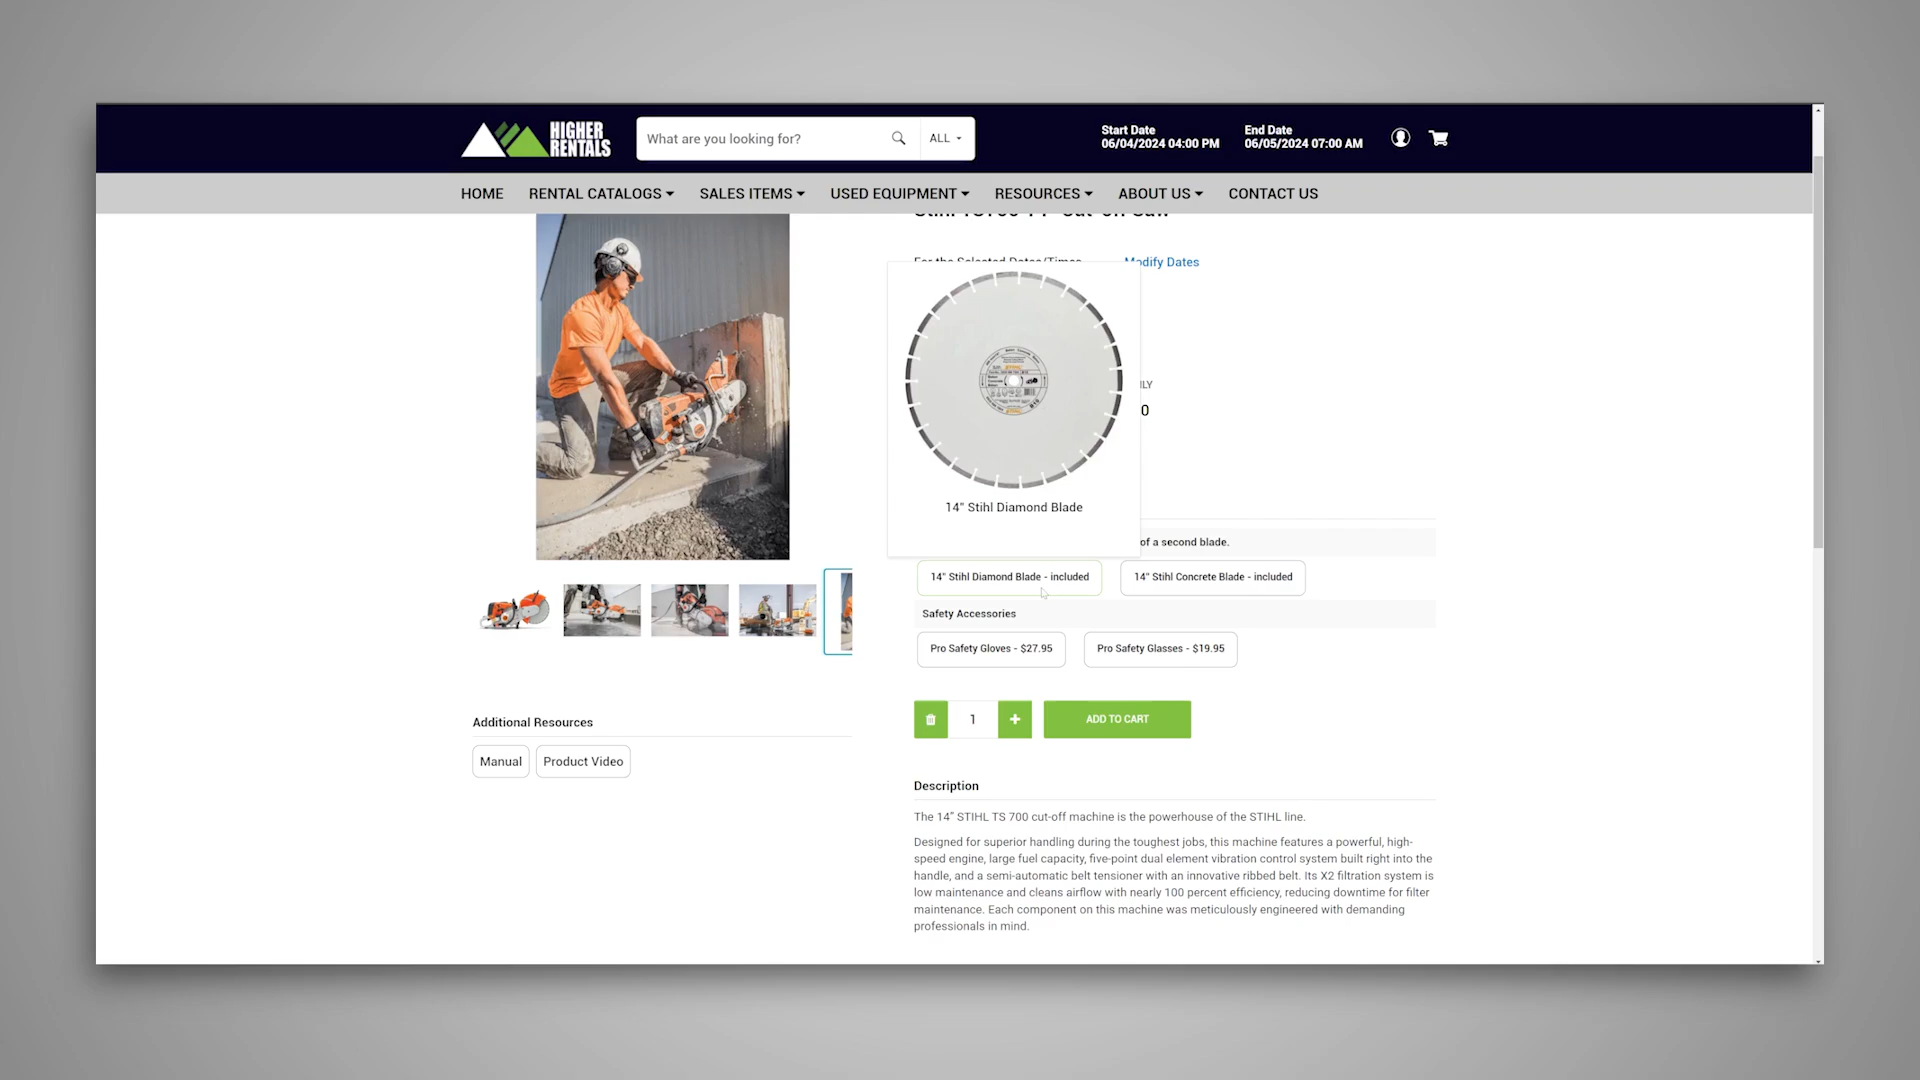 HIGHER
RENTALS
What are you looking for?
ALL
Start Date
06/04/2024 04:00 PM
End Date
06/05/2024 07:00 AM
HOME
RENTAL CATALOGS
SALES ITEMS
USED EQUIPMENT
RESOURCES
ABOUT US
CONTACT US
Modify Dates
LY
0
STIHL
14" Stihl Diamond Blade
of a second blade.
14" Stihl Diamond Blade - included
14" Stihl Concrete Blade - included
Safety Accessories
Pro Safety Gloves - $27.95
Pro Safety Glasses - $19.95
1
ADD TO CART
Additional Resources
Manual
Product Video
Description
The 14” STIHL TS 700 cut-off machine is the powerhouse of the STIHL line.
Designed for superior handling during the toughest jobs, this machine features a powerful, high-
speed engine, large fuel capacity, five-point dual element vibration control system built right into the
handle, and a semi-automatic belt tensioner with an innovative ribbed belt. Its X2 filtration system is
low maintenance and cleans airflow with nearly 100 percent efficiency, reducing downtime for filter
maintenance. Each component on this machine was meticulously engineered with demanding
professionals in mind.